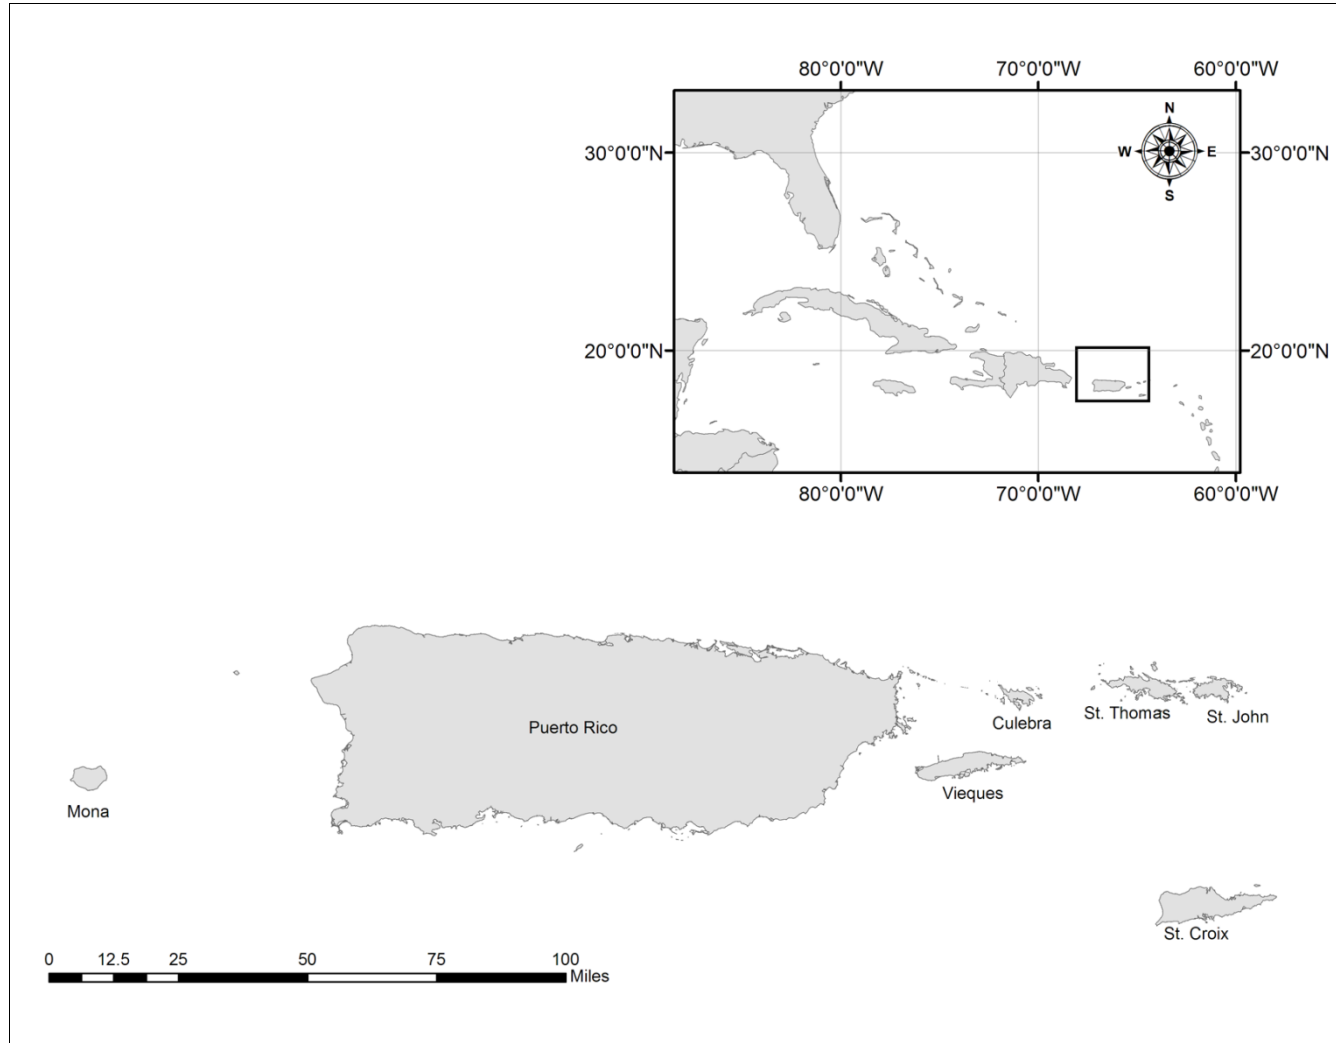 80°0'0"W 70°0'0"W 60°0'0"W
N
30°0'0"N W E 30°0'0"N
S
20°0'0"N 20°0'0"N
80°0'0"W 70°0'0"W 60°0'0"W
Puerto Rico
Culebra
St. Thomas
St. John
Vieques
Mona
St. Croix
0 12.5 25 50 75 100
Miles